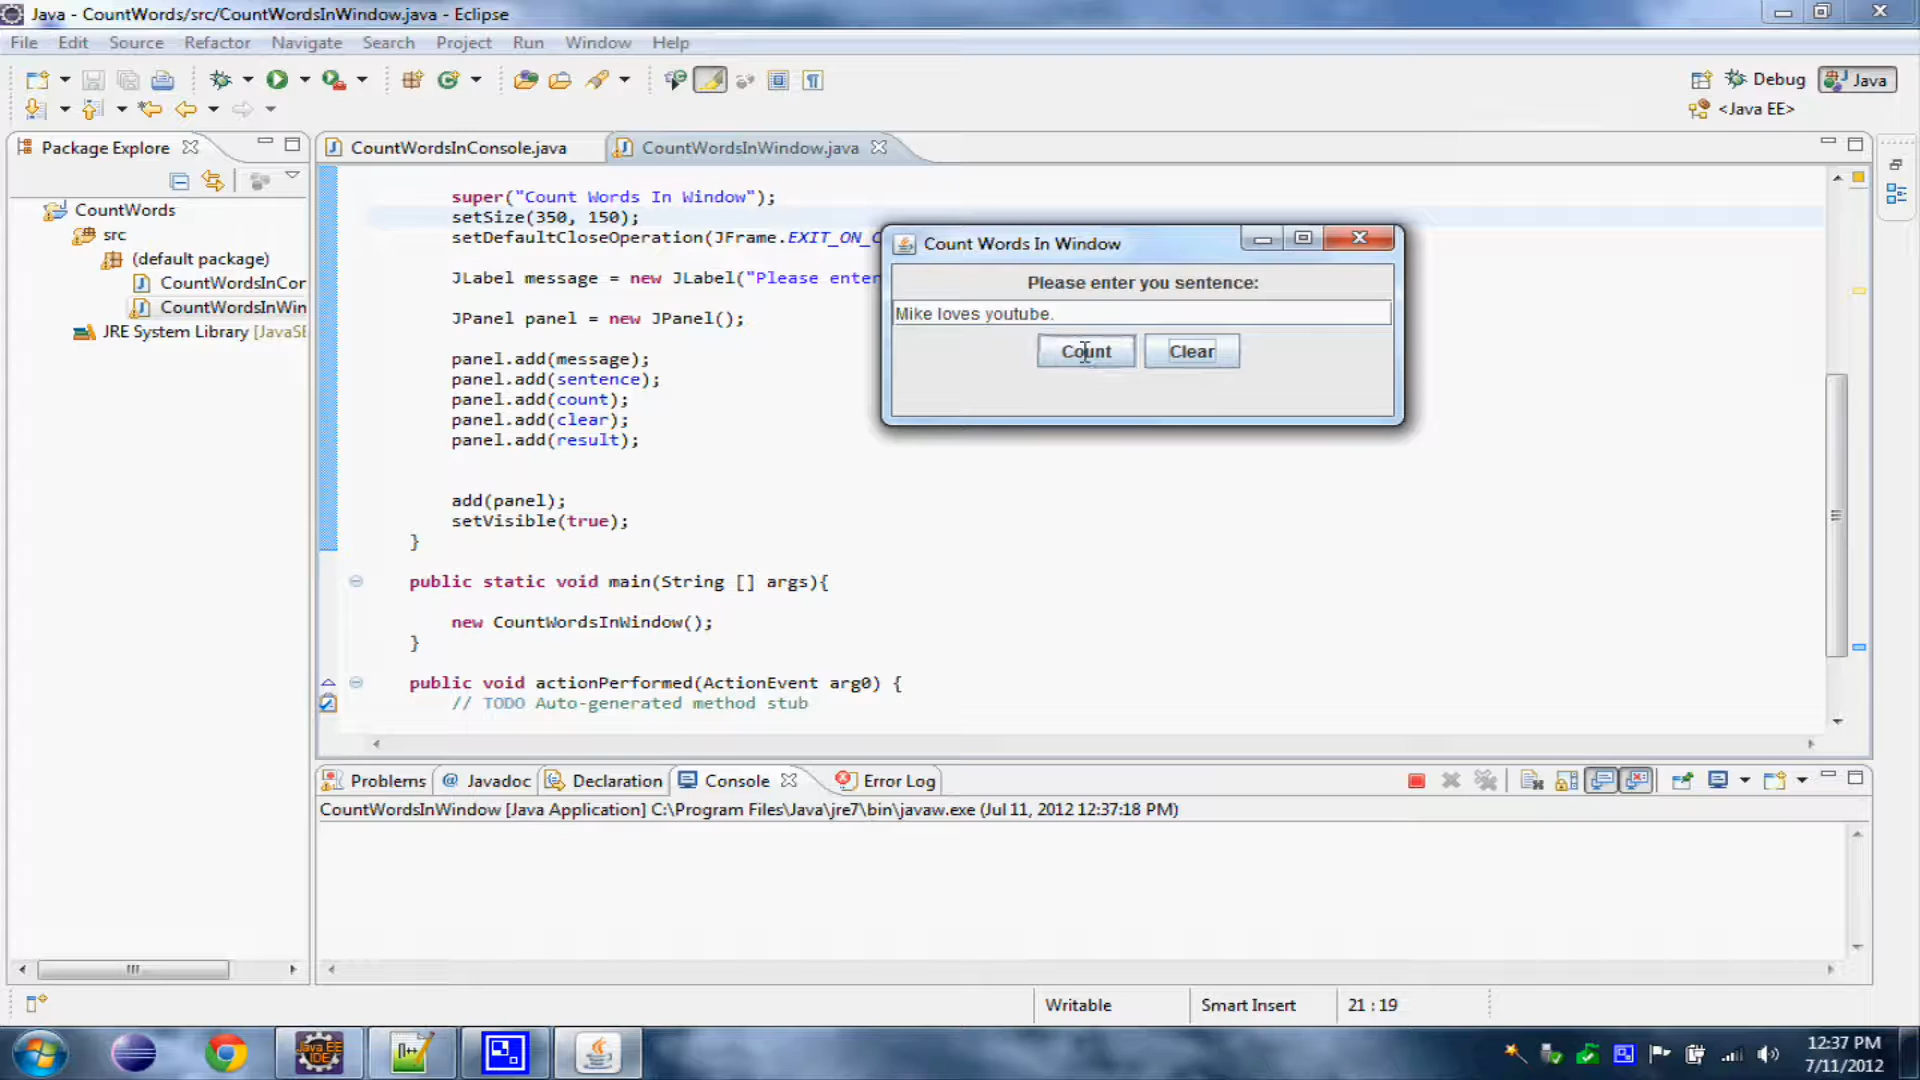 Java - CountWords/src/CountWordsInWindow.java - Eclipse
File Edit Source Refactor Navigate Search Project Run Window Help
Debug Java
<Java EE>
Package Explore
CountWordsInConsole.java CountWordsInWindow.java
CountWords
src
(default package)
CountWordsInCor
CountWordsInWin
JRE System Library [JavaSE
super("Count Words In Window");
setSize(350, 150);
setDefaultCloseOperation(JFrame.EXIT_ON_C
JLabel message = new JLabel("Please enter
JPanel panel = new JPanel();
panel.add(message);
panel.add(sentence);
panel.add(count);
panel.add(clear);
panel.add(result);
add(panel);
setVisible(true);
}
public static void main(String [] args){
new CountWordsInWindow();
}
public void actionPerformed(ActionEvent arg0) {
// TODO Auto-generated method stub
Count Words In Window
Please enter you sentence:
Mike loves youtube.
Count Clear
Problems @ Javadoc Declaration Console Error Log
CountWordsInWindow [Java Application] C:\Program Files\Java\jre7\bin\javaw.exe (Jul 11, 2012 12:37:18 PM)
Writable Smart Insert 21 : 19
Java EE
IDE
12:37 PM
7/11/2012